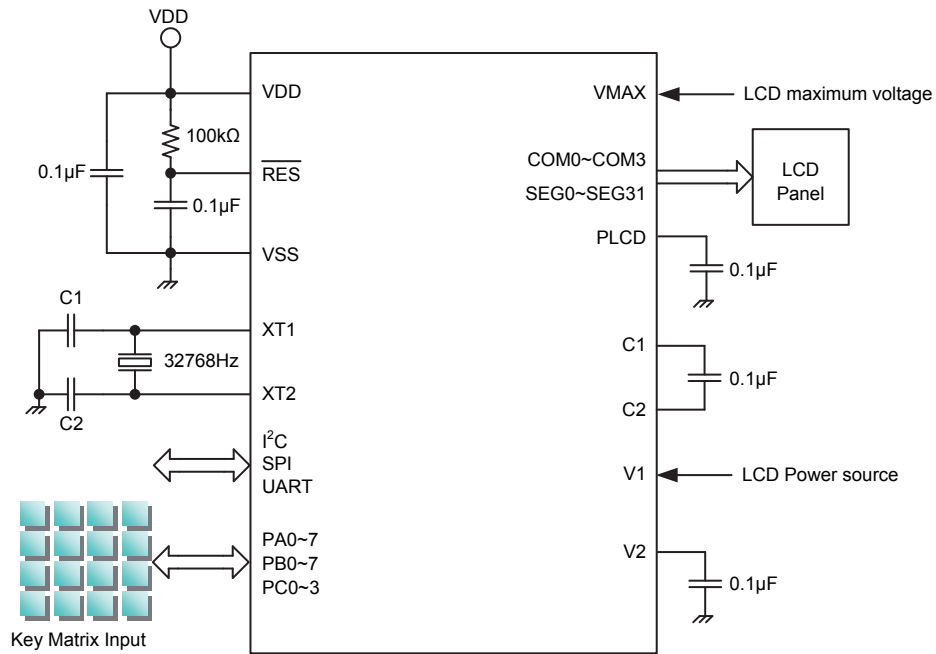 VDD
VDD
100kΩ
0.1µF
RES
0.1µF
VSS
C1
XT1
32768Hz
XT2
C2
I²C
SPI
UART
PA0~7
PB0~7
PC0~3
Key Matrix Input
VMAX
LCD maximum voltage
COM0~COM3
SEG0~SEG31
LCD
Panel
PLCD
0.1µF
C1
0.1µF
C2
V1
LCD Power source
V2
0.1µF